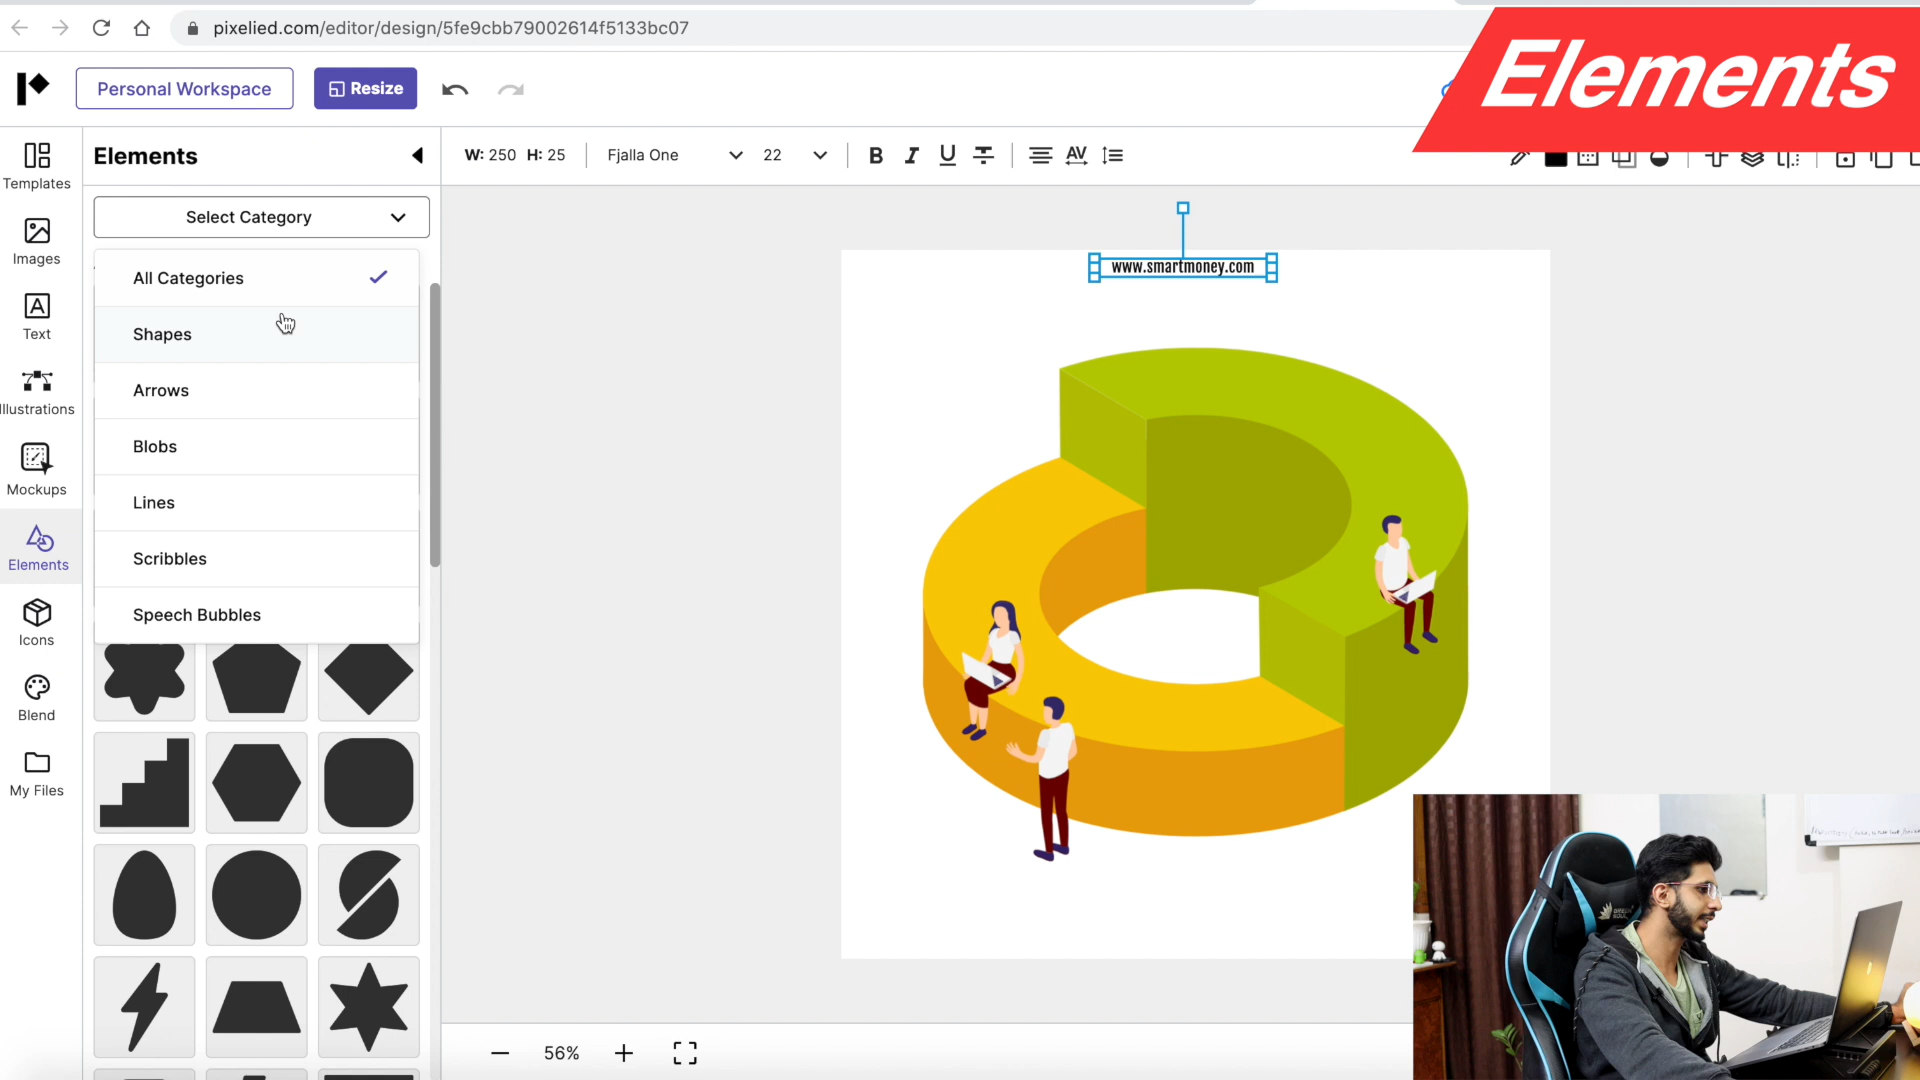 pixelied.com/editor/design/5fe9cbb79002614f5133bc07
Elements
Personal Workspace
Resize
Templates
Images
Text
Illustrations
Mockups
Elements
Icons
Blend
My Files
Elements
Select Category
All Categories
Shapes
Arrows
Blobs
Lines
Scribbles
Speech Bubbles
W: 250 H: 25
Fjalla One
22
B I U S
AV
www.smartmoney.com
56%